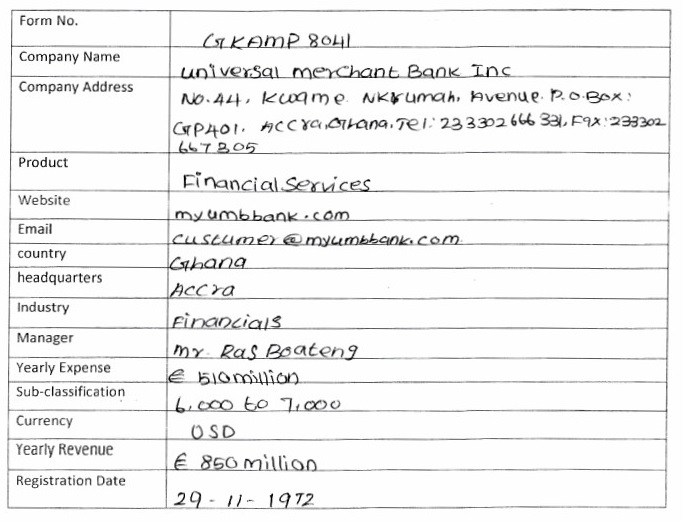 Form No. GKAMP 8041
Company Name universal merchant Bank Inc
Company Address No.44, Kwame Nkrumah, Avenue. P.O.Box:
GP401, Accra,Ghana.Tel: 233302 666 331, Fax: 233302
667305
Product Financial Services
Website myumbbank.com
Email custumer@myumbbank.com
country Ghana
headquarters Accra
Industry Financials
Manager mr. Ras Boateng
Yearly Expense € 510million
Sub-classification 6,000 to 7,000
Currency USD
Yearly Revenue € 850 million
Registration Date 29-11-1972